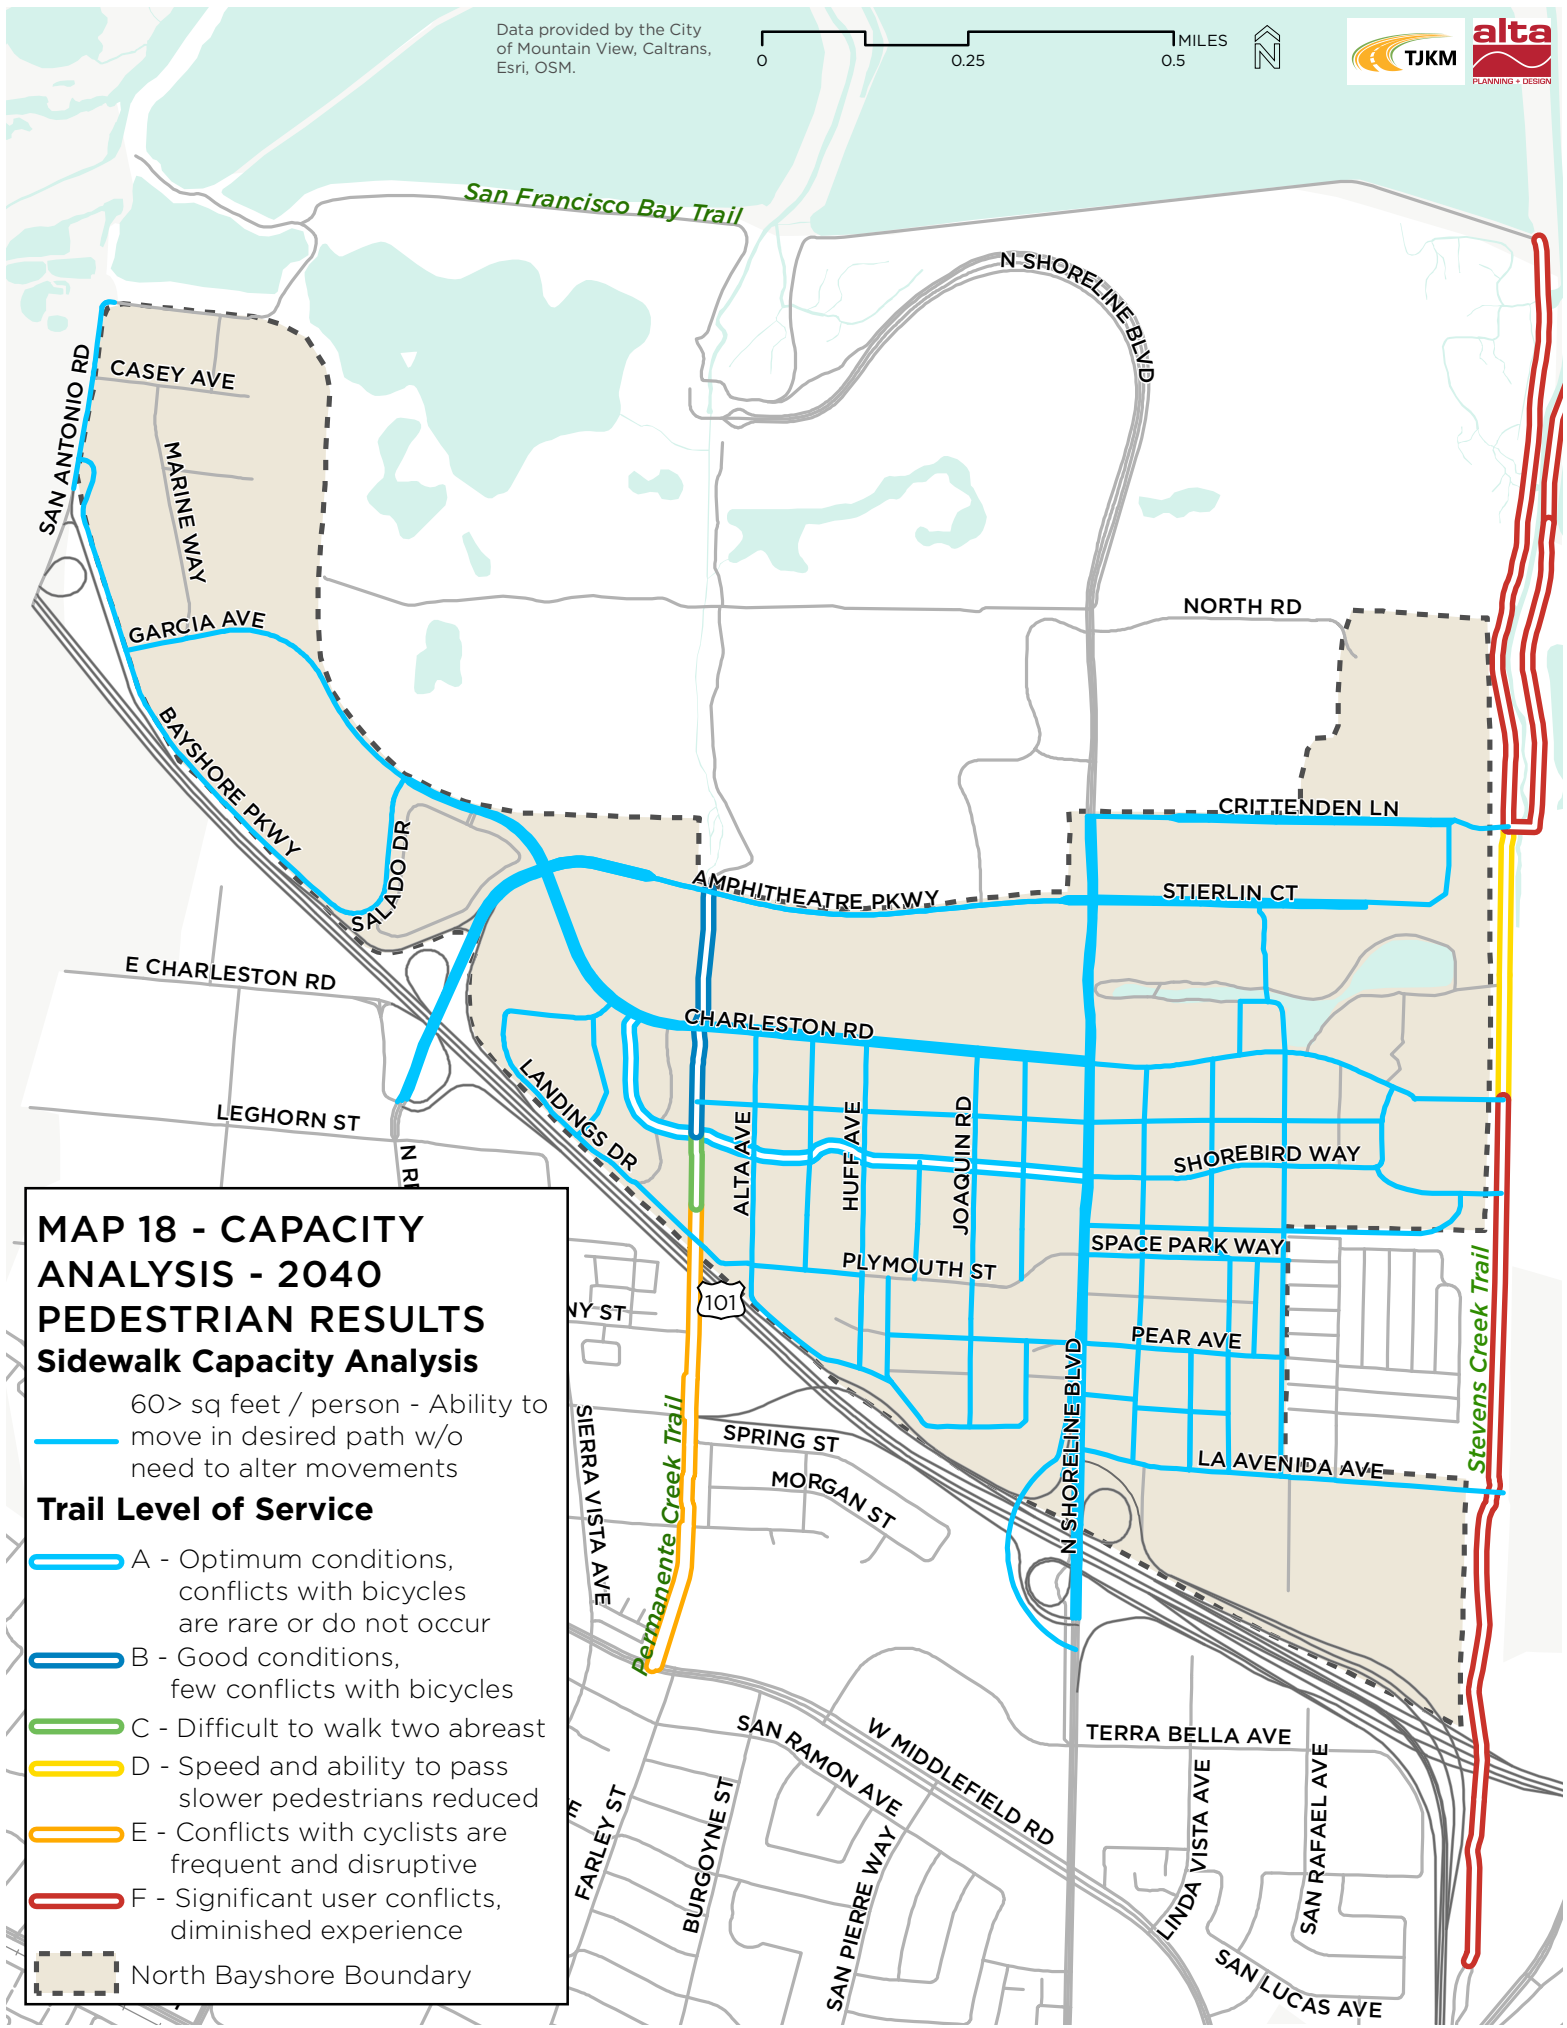 Data provided by the City
of Mountain View, Caltrans,
Esri, OSM.
0
0.25
0.5
MILES
N
TJKM
alta
PLANNING + DESIGN
San Francisco Bay Trail
N SHORELINE BLVD
SAN ANTONIO RD
CASEY AVE
MARINE WAY
GARCIA AVE
NORTH RD
BAYSHORE PKWY
SALADO DR
CRITTENDEN LN
AMPHITHEATRE PKWY
STIERLIN CT
E CHARLESTON RD
CHARLESTON RD
LANDINGS DR
LEGHORN ST
ALTA AVE
HUFF AVE
JOAQUIN RD
SHOREBIRD WAY
SPACE PARK WAY
PLYMOUTH ST
101
PEAR AVE
N SHORELINE BLVD
LA AVENIDA AVE
Stevens Creek Trail
Permanente Creek Trail
NY ST
SIERRA VISTA AVE
SPRING ST
MORGAN ST
SAN RAMON AVE
W MIDDLEFIELD RD
TERRA BELLA AVE
FARLEY ST
BURGOYNE ST
SAN PIERRE WAY
LINDA VISTA AVE
SAN RAFAEL AVE
SAN LUCAS AVE
MAP 18 - CAPACITY
ANALYSIS - 2040
PEDESTRIAN RESULTS
Sidewalk Capacity Analysis
60> sq feet / person - Ability to
move in desired path w/o
need to alter movements
Trail Level of Service
A - Optimum conditions,
conflicts with bicycles
are rare or do not occur
B - Good conditions,
few conflicts with bicycles
C - Difficult to walk two abreast
D - Speed and ability to pass
slower pedestrians reduced
E - Conflicts with cyclists are
frequent and disruptive
F - Significant user conflicts,
diminished experience
North Bayshore Boundary